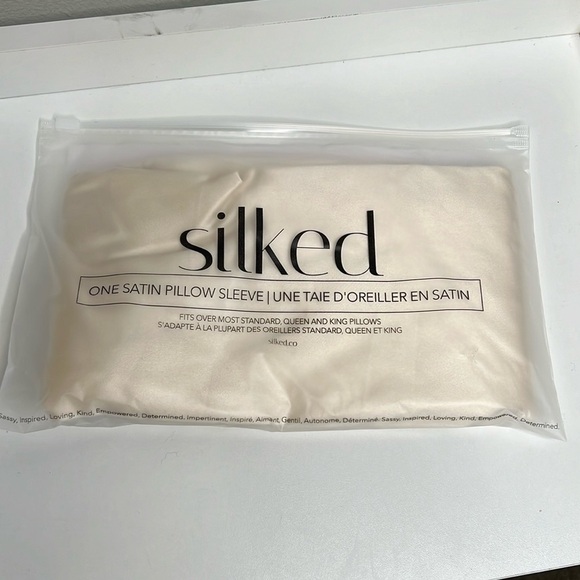 silked
ONE SATIN PILLOW SLEEVE | UNE TAIE D'OREILLER EN SATIN
FITS OVER MOST STANDARD, QUEEN AND KING PILLOWS
S'ADAPTE À LA PLUPART DES OREILLERS STANDARD, QUEEN ET KING
silked.co
Sassy, Inspired, Loving, Kind, Empowered, Determined. Impertinent, Inspiré, Aimant, Gentil, Autonome, Déterminé. Sassy, Inspired, Loving, Kind, Empowered, Determined.